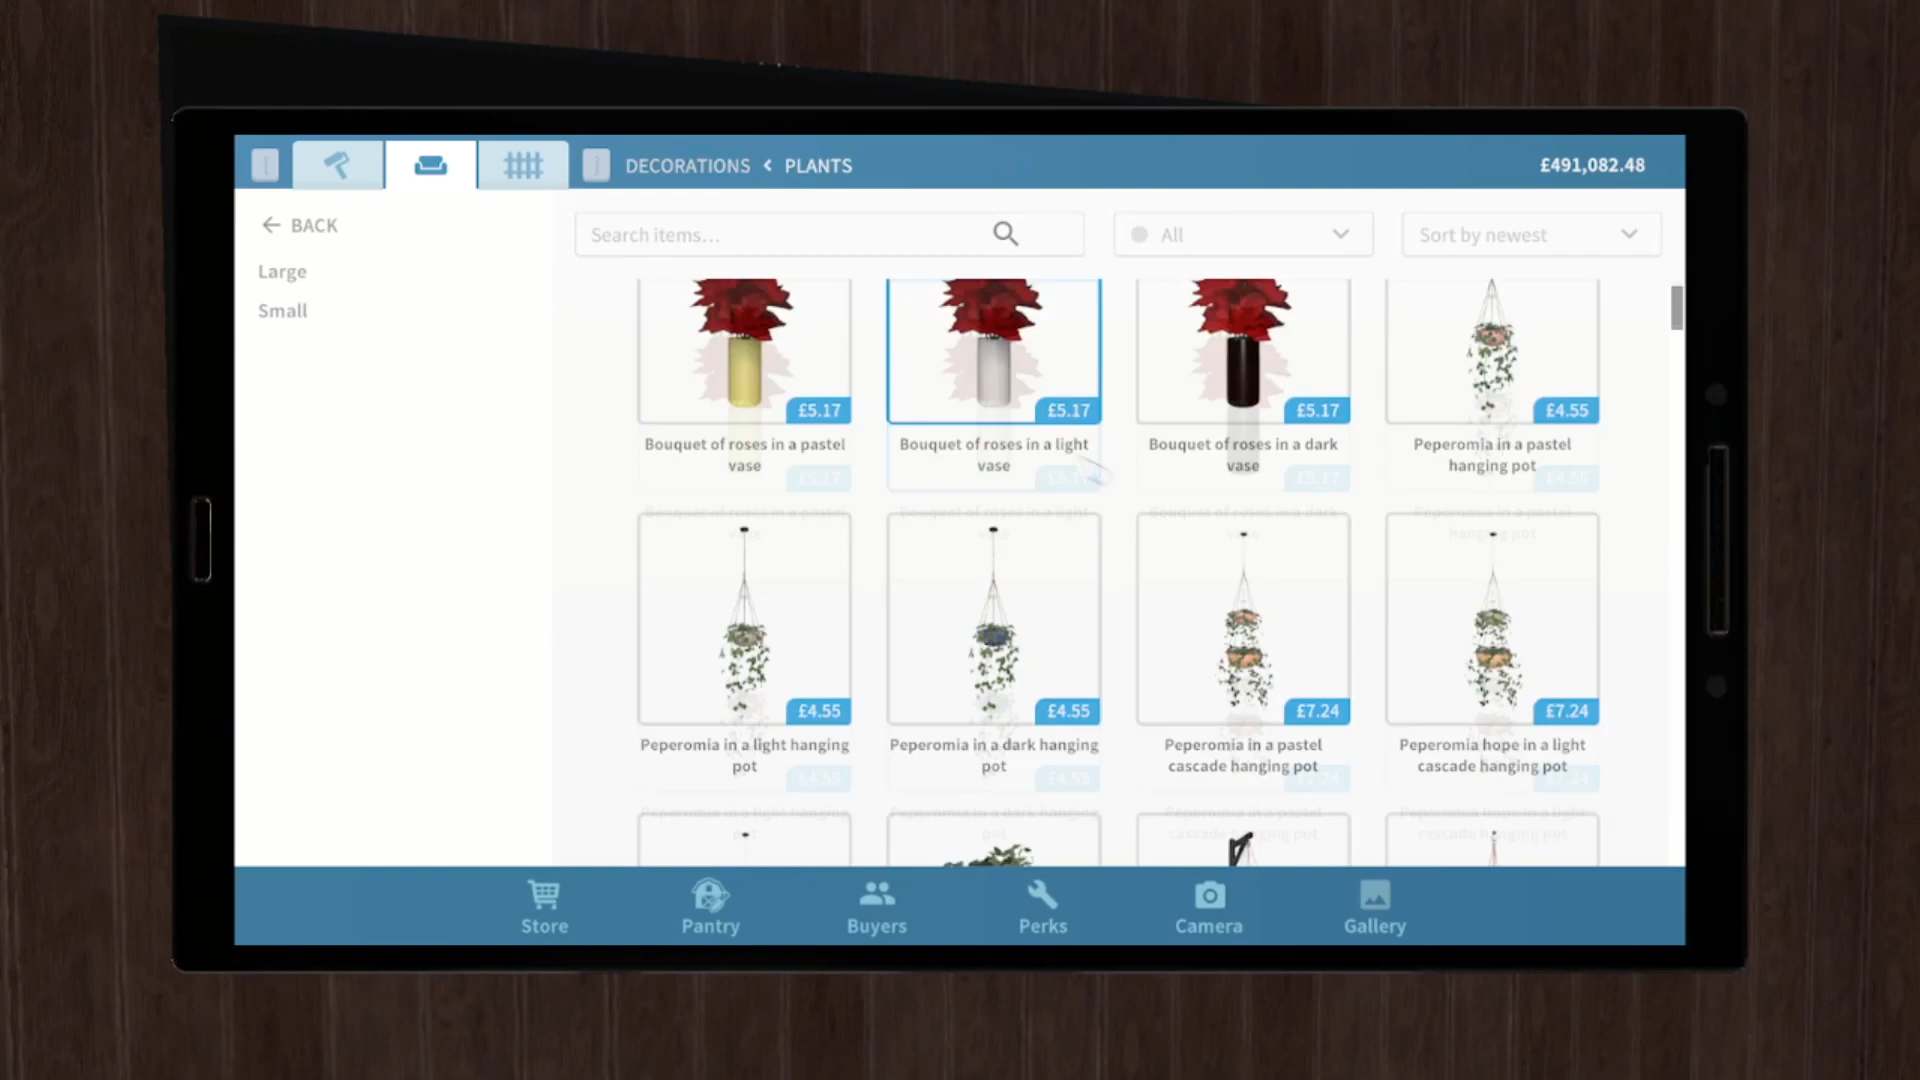 [
]
DECORATIONS < PLANTS
£491,082.48
BACK
Large
Small
Search items...
All
Sort by newest
£5.17
£5.17
£5.17
£4.55
Bouquet of roses in a pastel
vase
Bouquet of roses in a light
vase
Bouquet of roses in a dark
vase
Peperomia in a pastel
hanging pot
£4.55
£4.55
£7.24
£7.24
Peperomia in a light hanging
pot
Peperomia in a dark hanging
pot
Peperomia in a pastel
cascade hanging pot
Peperomia hope in a light
cascade hanging pot
Store
Pantry
Buyers
Perks
Camera
Gallery